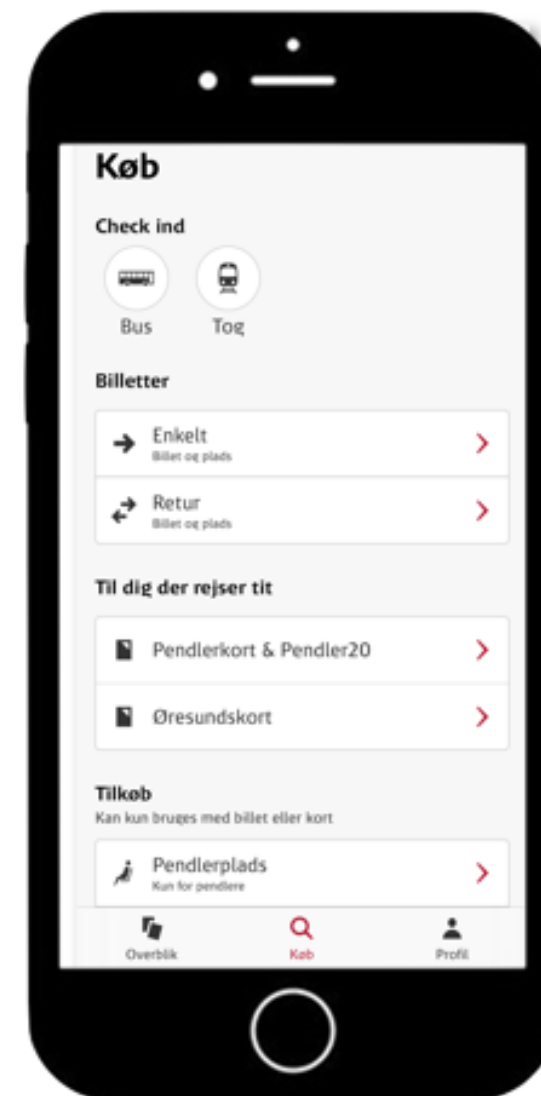 Køb
Check ind
Bus
Tog
Billetter
Enkelt
Billet og plads
Retur
Billet og plads
Til dig der rejser tit
Pendlerkort & Pendler20
Øresundskort
Tilkøb
Kan kun bruges med billet eller kort
Pendlerplads
Kun for pendlere
Overblik
Køb
Profil